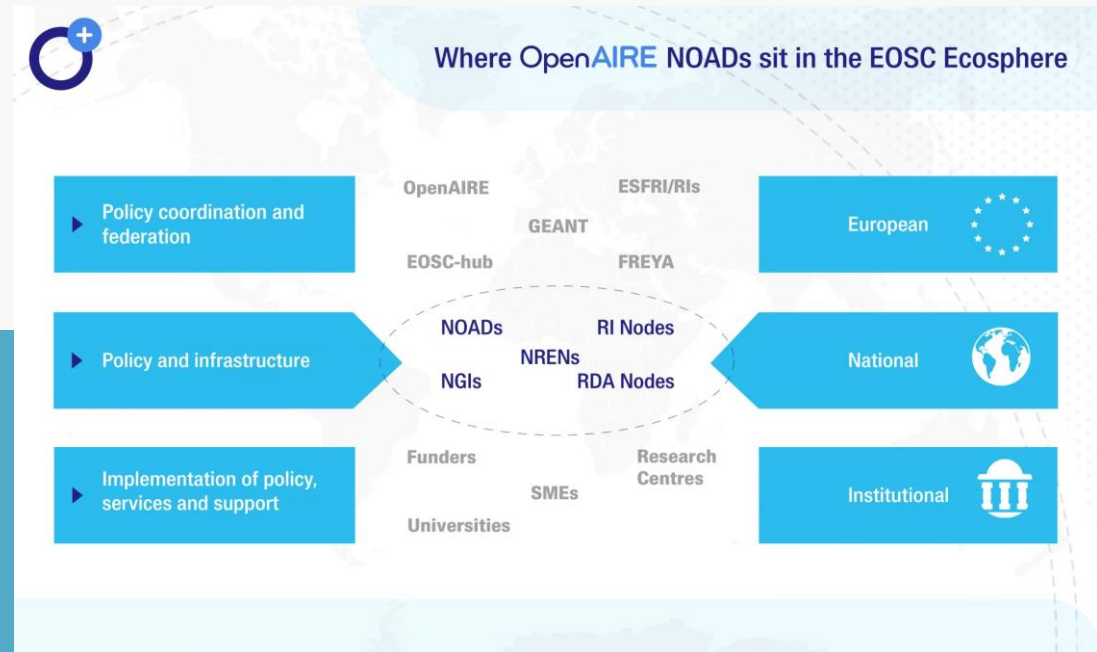 Where OpenAIRE NOADs sit in the EOSC Ecosphere
Policy coordination and
federation
OpenAIRE
ESFRI/RIs
GEANT
EOSC-hub
FREYA
European
Policy and infrastructure
NOADs
RI Nodes
NRENs
NGIs
RDA Nodes
National
Implementation of policy,
services and support
Funders
Research
Centres
SMEs
Universities
Institutional